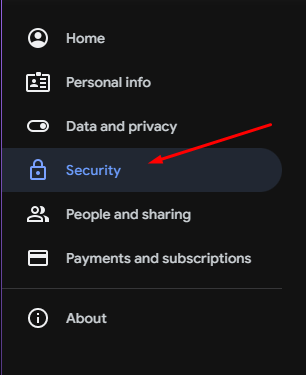 Home
Personal info
Data and privacy
Security
People and sharing
Payments and subscriptions
About